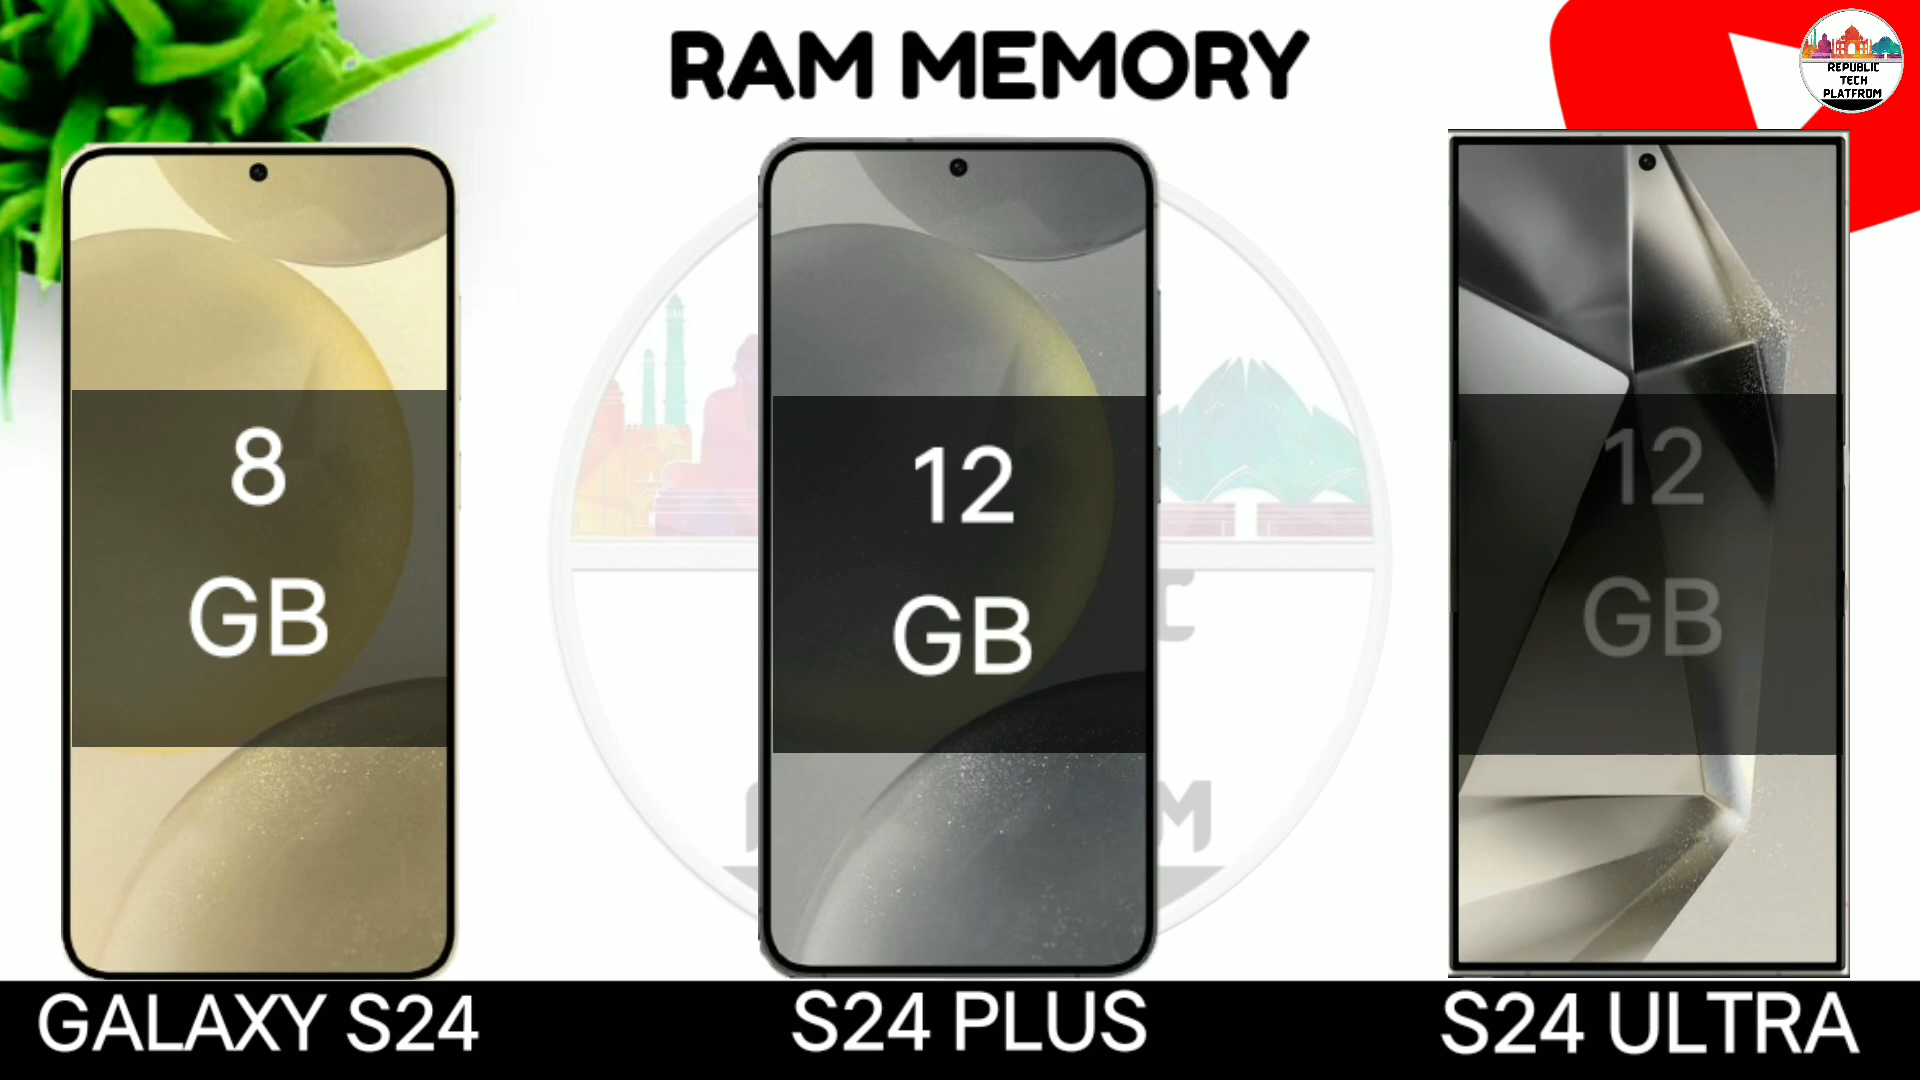 RAM MEMORY
REPUBLIC
TECH
PLATFROM
8
GB
12
GB
12
GB
C
M
GALAXY S24
S24 PLUS
S24 ULTRA